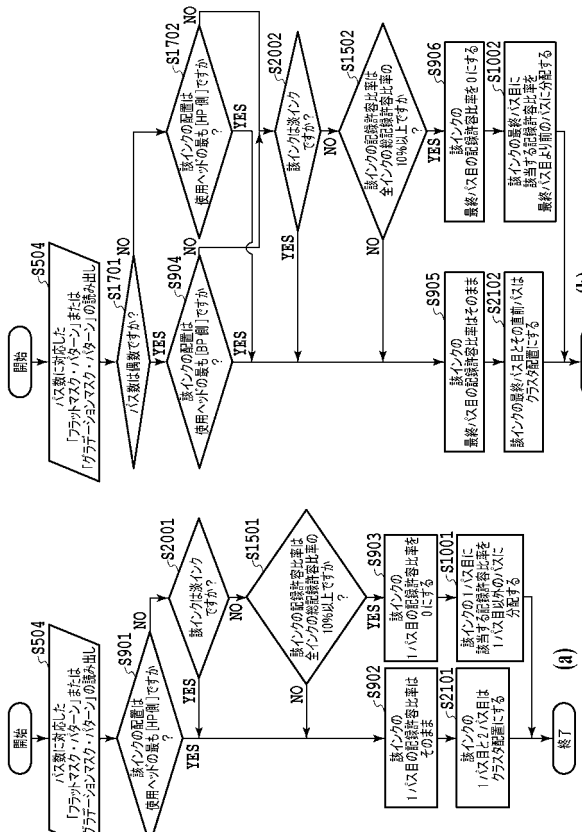 開始
S504
パス数に対応した
「フラットマスク・パターン」または
「グラデーションマスク・パターン」の読み出し
S901
該インクの配置は
使用ヘッドの最も[HP側]ですか
?
NO
YES
S2001
該インクは淡インク
ですか?
YES
NO
S1501
該インクの記録許容比率は
全インクの総記録許容比率の
10%以上ですか
?
NO
YES
S902
該インクの
1パス目の記録許容比率は
そのまま
S903
該インクの
1パス目の記録許容比率を
0にする
S2101
該インクの
1パス目と2パス目は
クラスタ配置にする
S1001
該インクの1パス目に
該当する記録許容比率を
1パス目以外のパスに
分配する
終了
(a)
開始
S504
パス数に対応した
「フラットマスク・パターン」または
「グラデーションマスク・パターン」の読み出し
S1701
パス数は偶数ですか?
NO
YES
S904
該インクの配置は
使用ヘッドの最も[BP側]ですか
?
NO
YES
S1702
該インクの配置は
使用ヘッドの最も[HP側]ですか
?
NO
YES
S2002
該インクは淡インク
ですか?
YES
NO
S1502
該インクの記録許容比率は
全インクの総記録許容比率の
10%以上ですか
?
NO
YES
S905
該インクの
最終パス目の記録許容比率はそのまま
S906
該インクの
最終パス目の記録許容比率を0にする
S2102
該インクの最終パス目とその直前パスは
クラスタ配置にする
S1002
該インクの最終パス目に
該当する記録許容比率を
最終パス目より前のパスに分配する